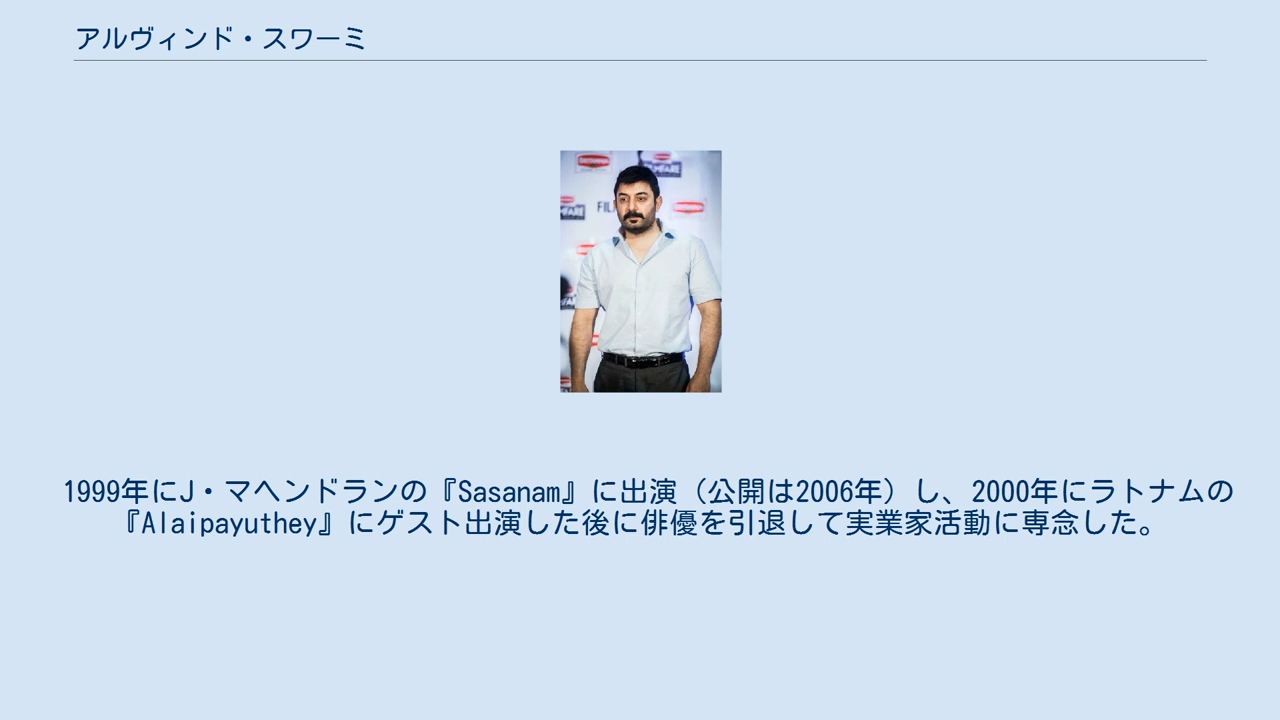 アルヴィンド・スワーミ
FIL
1999年にJ・マヘンドランの『Sasanam』に出演（公開は2006年）し、2000年にラトナムの
『Alaipayuthey』にゲスト出演した後に俳優を引退して実業家活動に専念した。